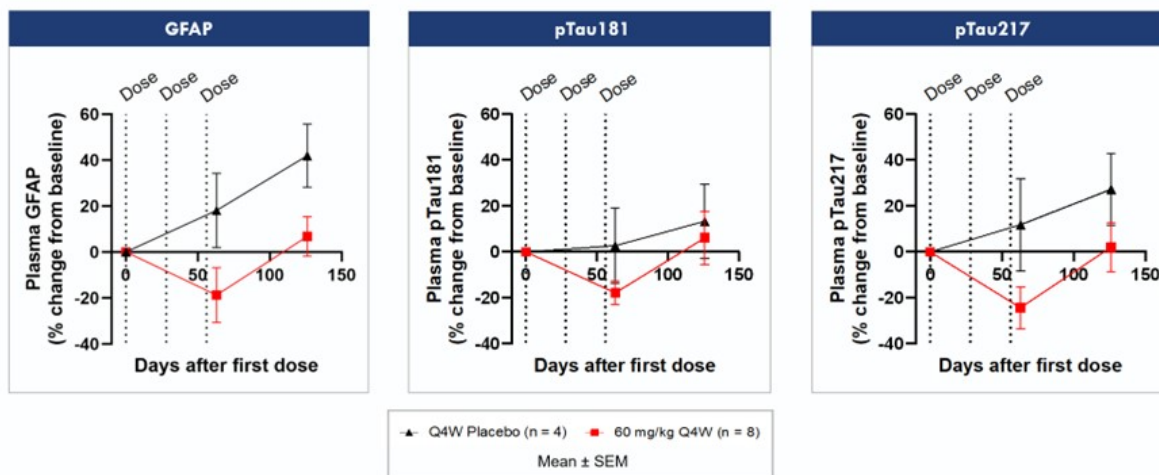 GFAP
Dose Dose Dose
Plasma GFAP
(% change from baseline)
60
40
20
0
-20
-40
0 50 100 150
Days after first dose
pTau181
Dose Dose Dose
Plasma pTau181
(% change from baseline)
60
40
20
0
-20
-40
0 50 100 150
Days after first dose
pTau217
Dose Dose Dose
Plasma pTau217
(% change from baseline)
60
40
20
0
-20
-40
0 50 100 150
Days after first dose
Q4W Placebo (n = 4) 60 mg/kg Q4W (n = 8)
Mean ± SEM